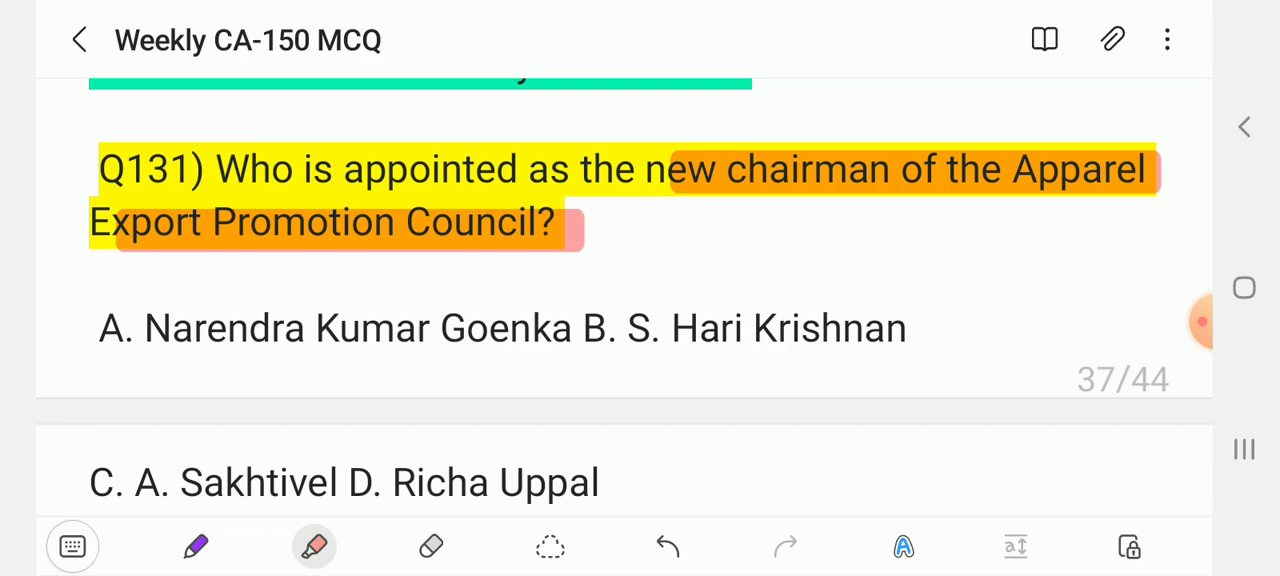 Weekly CA-150 MCQ
Q131) Who is appointed as the new chairman of the Apparel
Export Promotion Council?
A. Narendra Kumar Goenka B. S. Hari Krishnan
37/44
C. A. Sakhtivel D. Richa Uppal